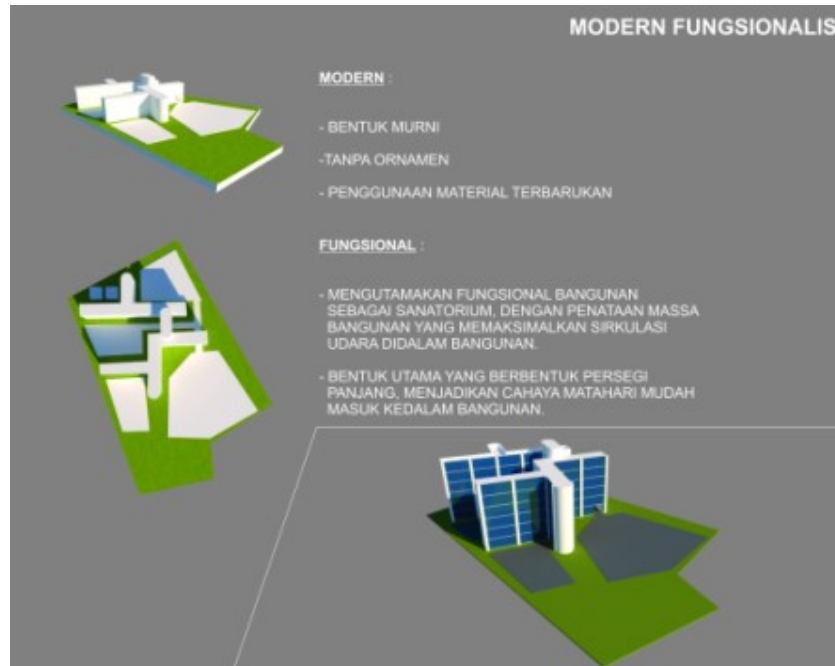 MODERN FUNGSIONALIS
MODERN :
- BENTUK MURNI
-TANPA ORNAMEN
- PENGGUNAAN MATERIAL TERBARUKAN
FUNGSIONAL :
- MENGUTAMAKAN FUNGSIONAL BANGUNAN
SEBAGAI SANATORIUM, DENGAN PENATAAN MASSA
BANGUNAN YANG MEMAKSIMALKAN SIRKULASI
UDARA DIDALAM BANGUNAN.
- BENTUK UTAMA YANG BERBENTUK PERSEGI
PANJANG, MENJADIKAN CAHAYA MATAHARI MUDAH
MASUK KEDALAM BANGUNAN.